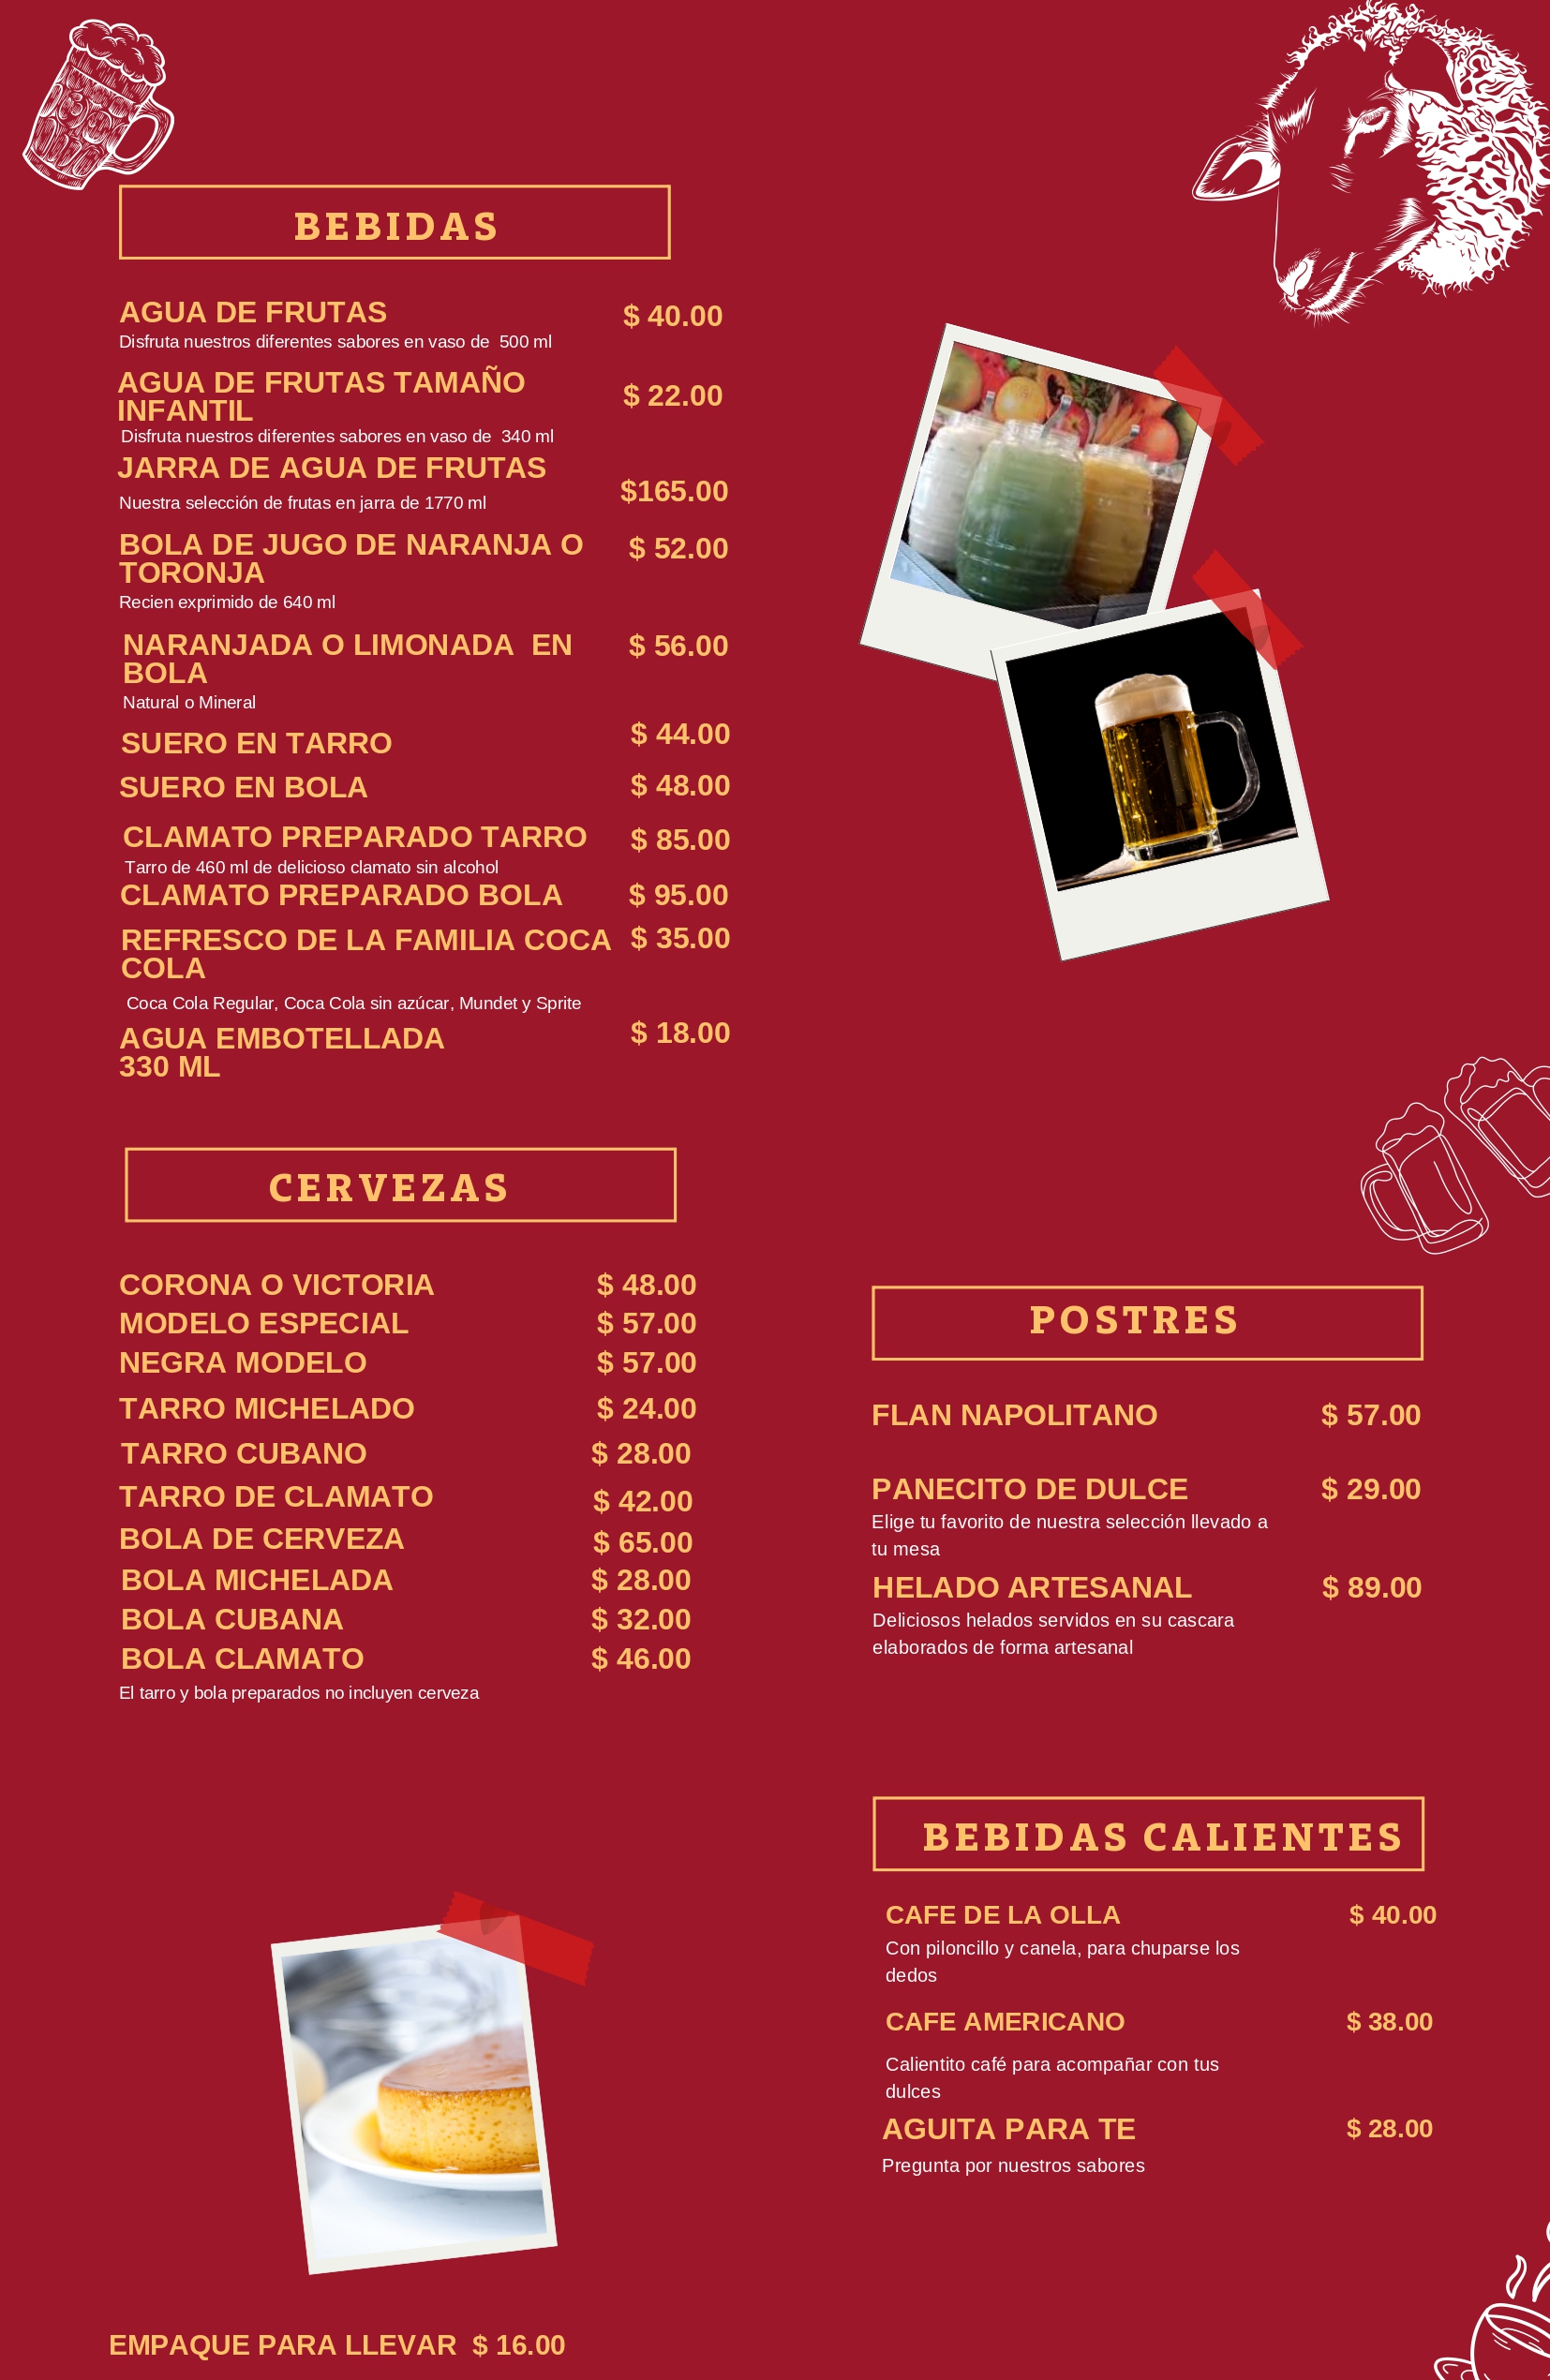 BEBIDAS
AGUA DE FRUTAS $ 40.00
Disfruta nuestros diferentes sabores en vaso de 500 ml
AGUA DE FRUTAS TAMAÑO $ 22.00
INFANTIL
Disfruta nuestros diferentes sabores en vaso de 340 ml
JARRA DE AGUA DE FRUTAS $165.00
Nuestra selección de frutas en jarra de 1770 ml
BOLA DE JUGO DE NARANJA O $ 52.00
TORONJA
Recien exprimido de 640 ml
NARANJADA O LIMONADA EN $ 56.00
BOLA
Natural o Mineral
SUERO EN TARRO $ 44.00
SUERO EN BOLA $ 48.00
CLAMATO PREPARADO TARRO $ 85.00
Tarro de 460 ml de delicioso clamato sin alcohol
CLAMATO PREPARADO BOLA $ 95.00
REFRESCO DE LA FAMILIA COCA $ 35.00
COLA
Coca Cola Regular, Coca Cola sin azúcar, Mundet y Sprite
AGUA EMBOTELLADA $ 18.00
330 ML
CERVEZAS
CORONA O VICTORIA $ 48.00
MODELO ESPECIAL $ 57.00
NEGRA MODELO $ 57.00
TARRO MICHELADO $ 24.00
TARRO CUBANO $ 28.00
TARRO DE CLAMATO $ 42.00
BOLA DE CERVEZA $ 65.00
BOLA MICHELADA $ 28.00
BOLA CUBANA $ 32.00
BOLA CLAMATO $ 46.00
El tarro y bola preparados no incluyen cerveza
POSTRES
FLAN NAPOLITANO $ 57.00
PANECITO DE DULCE $ 29.00
Elige tu favorito de nuestra selección llevado a
tu mesa
HELADO ARTESANAL $ 89.00
Deliciosos helados servidos en su cascara
elaborados de forma artesanal
BEBIDAS CALIENTES
CAFE DE LA OLLA $ 40.00
Con piloncillo y canela, para chuparse los
dedos
CAFE AMERICANO $ 38.00
Calientito café para acompañar con tus
dulces
AGUITA PARA TE $ 28.00
Pregunta por nuestros sabores
EMPAQUE PARA LLEVAR $ 16.00